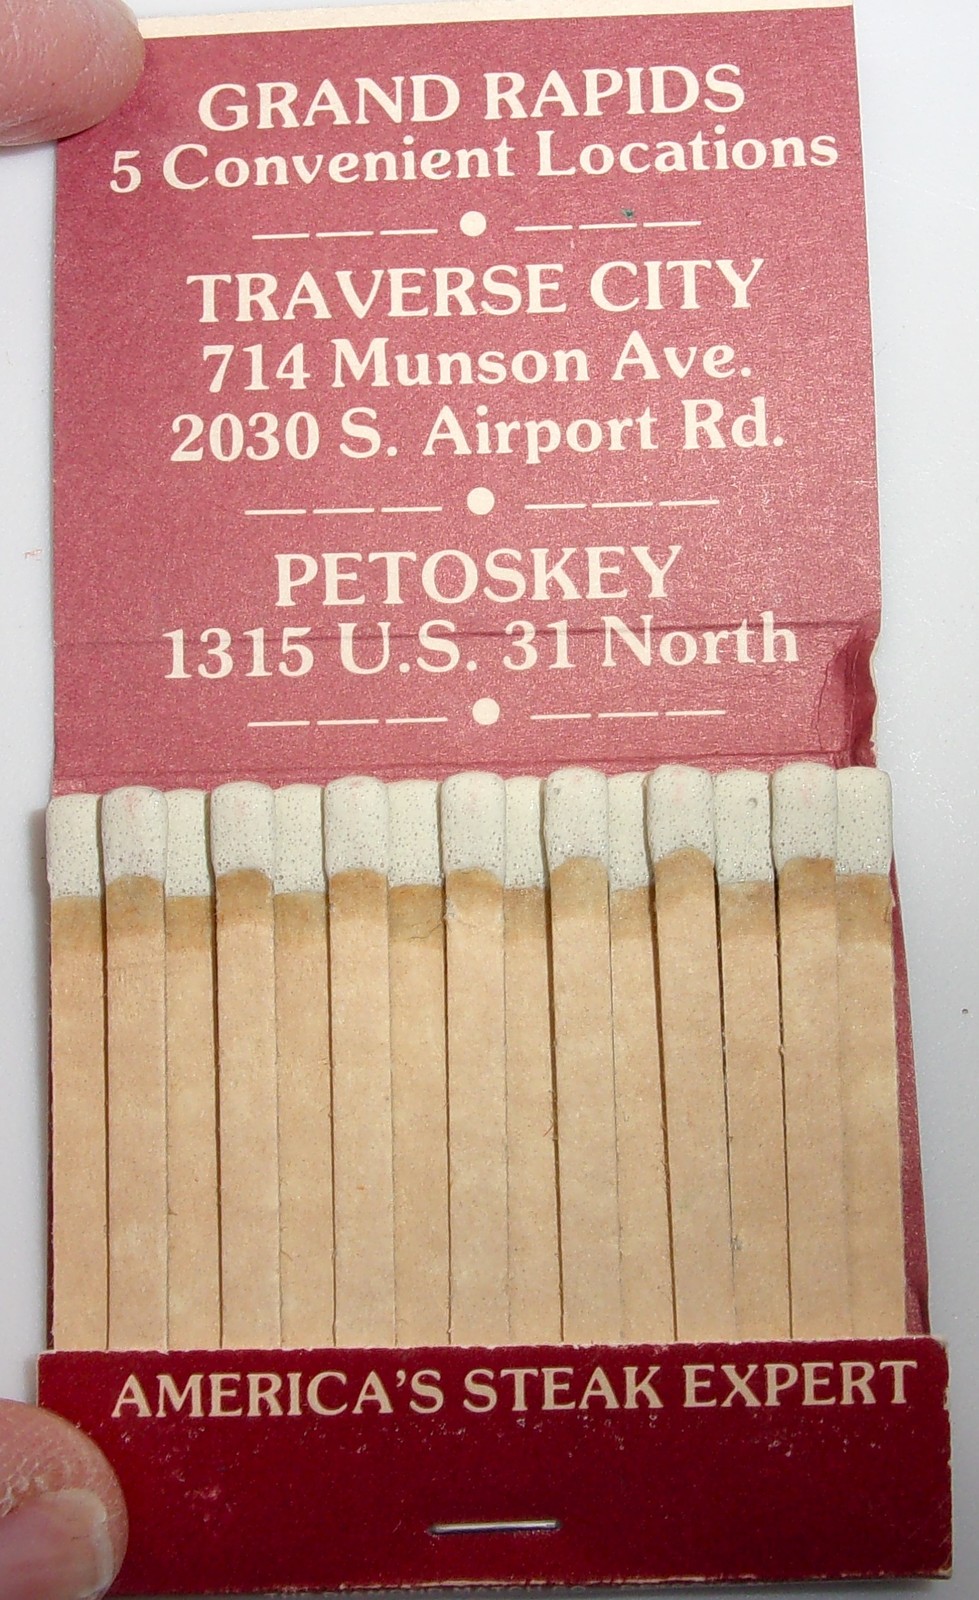 GRAND RAPIDS
5 Convenient Locations
TRAVERSE CITY
714 Munson Ave.
2030 S. Airport Rd.
PETOSKEY
1315 U.S. 31 North
AMERICA'S STEAK EXPERT